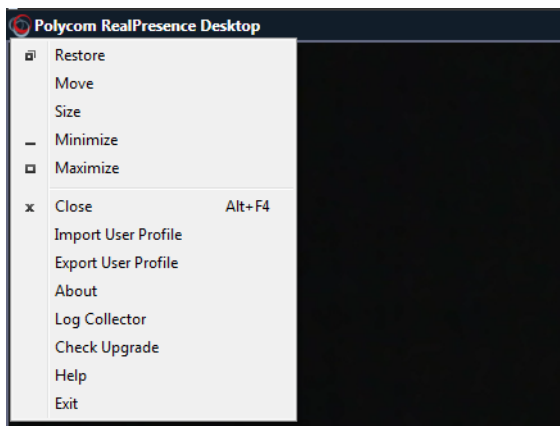 Polycom RealPresence Desktop
Restore
Move
Size
Minimize
Maximize
Close Alt+F4
Import User Profile
Export User Profile
About
Log Collector
Check Upgrade
Help
Exit